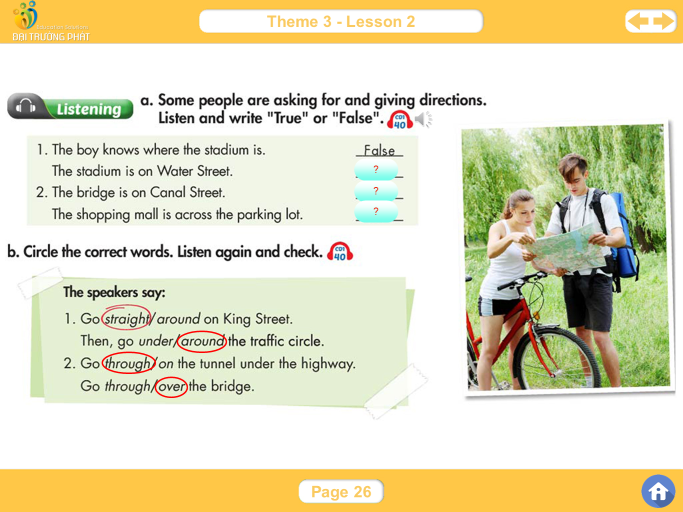 Theme 3 - Lesson 2
ĐẠI TRƯỜNG PHÁT
Listening
a. Some people are asking for and giving directions.
Listen and write "True" or "False". CD1 40
1. The boy knows where the stadium is. False
The stadium is on Water Street. ?
2. The bridge is on Canal Street. ?
The shopping mall is across the parking lot. ?
b. Circle the correct words. Listen again and check. CD1 40
The speakers say:
1. Go straight/around on King Street.
Then, go under/around the traffic circle.
2. Go through/on the tunnel under the highway.
Go through/over the bridge.
Page 26